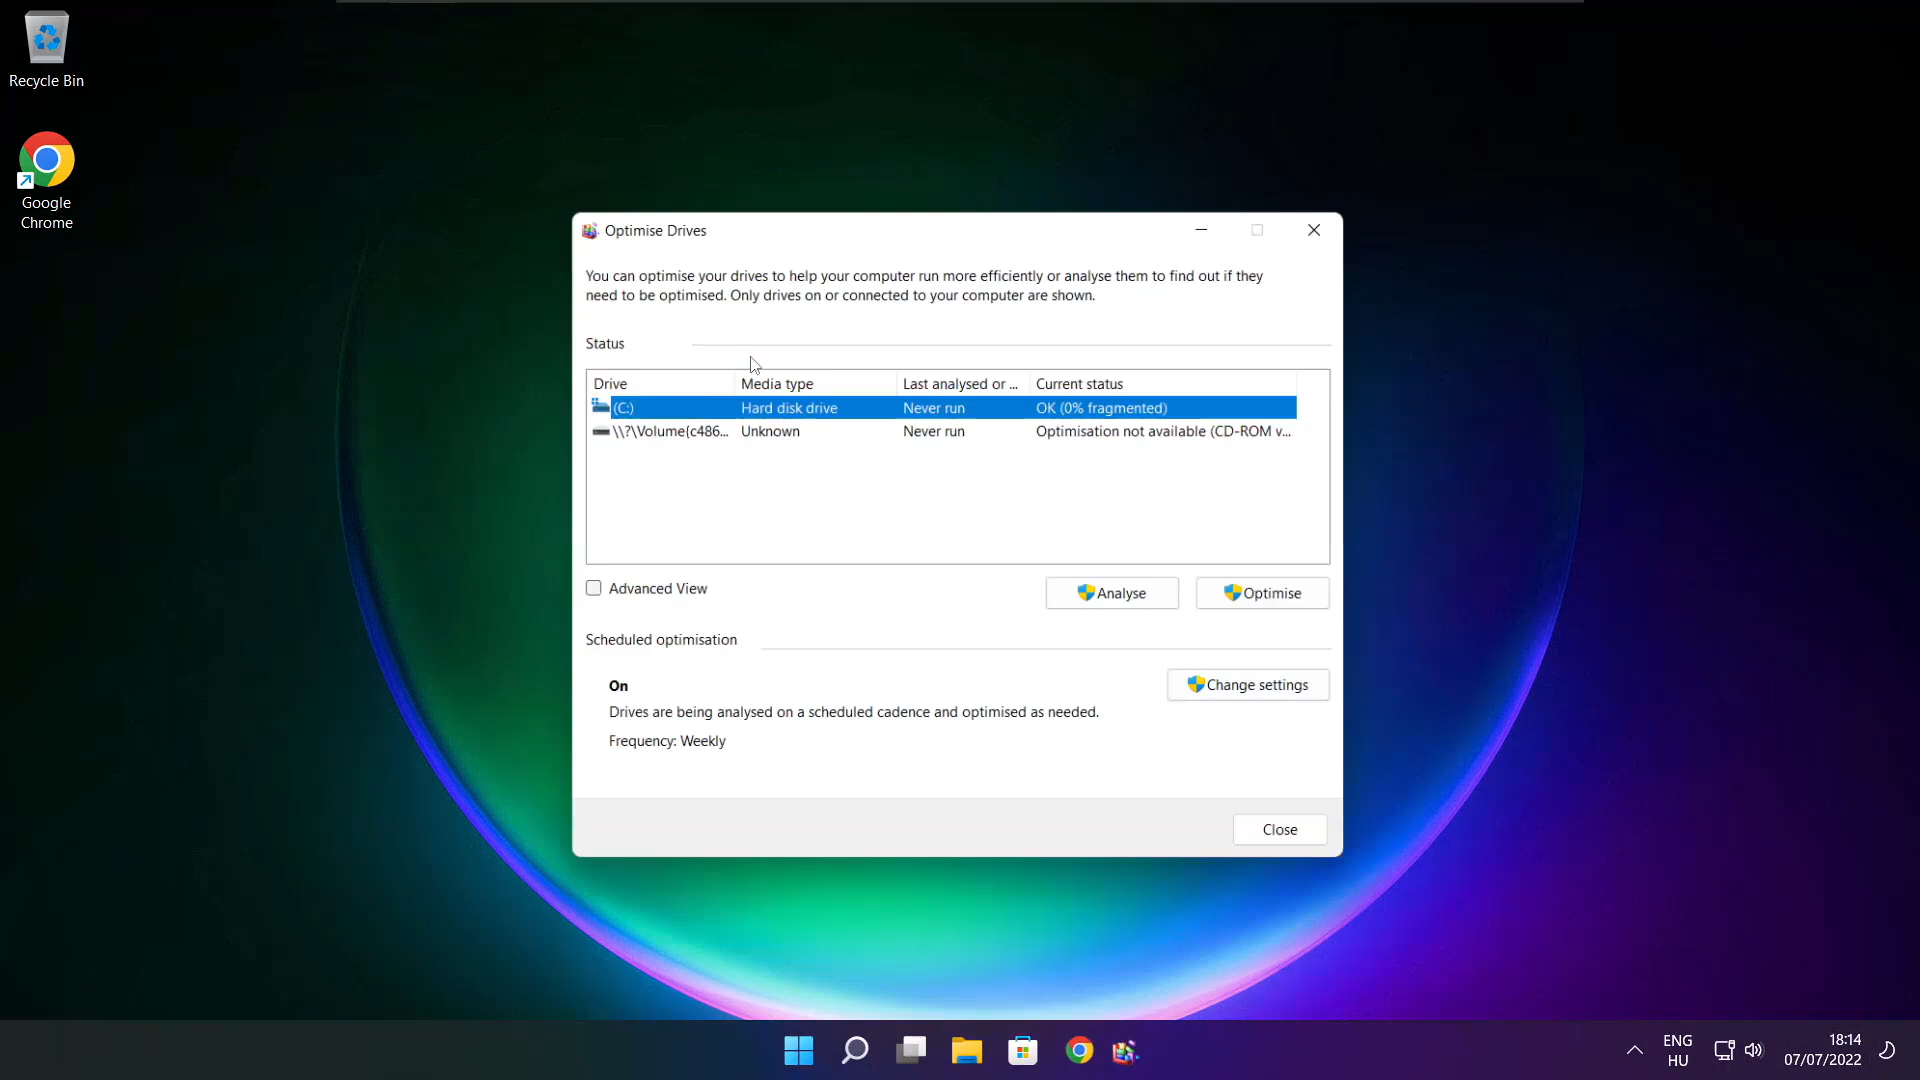 Recycle Bin
Google
Chrome
Optimise Drives
You can optimise your drives to help your computer run more efficiently or analyse them to find out if they
need to be optimised. Only drives on or connected to your computer are shown.
Status
Drive Media type Last analysed or ... Current status
(C:) Hard disk drive Never run OK (0% fragmented)
\\?\Volume{c486... Unknown Never run Optimisation not available (CD-ROM v...
Advanced View
Analyse
Optimise
Scheduled optimisation
On
Change settings
Drives are being analysed on a scheduled cadence and optimised as needed.
Frequency: Weekly
Close
ENG
HU
18:14
07/07/2022